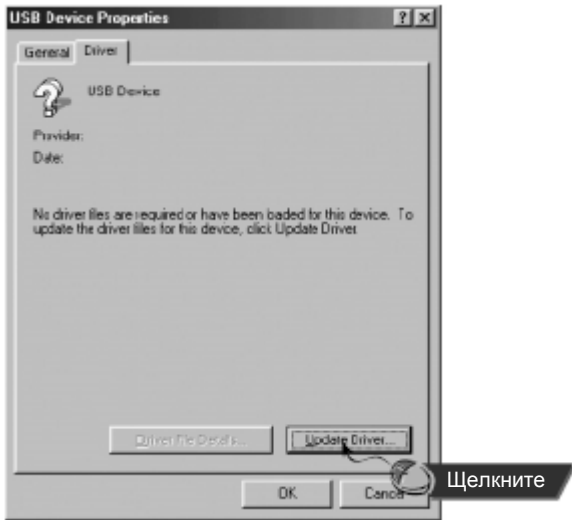 USB Device Properties
General Driver
USB Device
Provider:
Date:
No driver files are required or have been loaded for this device. To
update the driver files for this device, click Update Driver.
Driver File Details...
Update Driver...
Щелкните
OK
Cancel